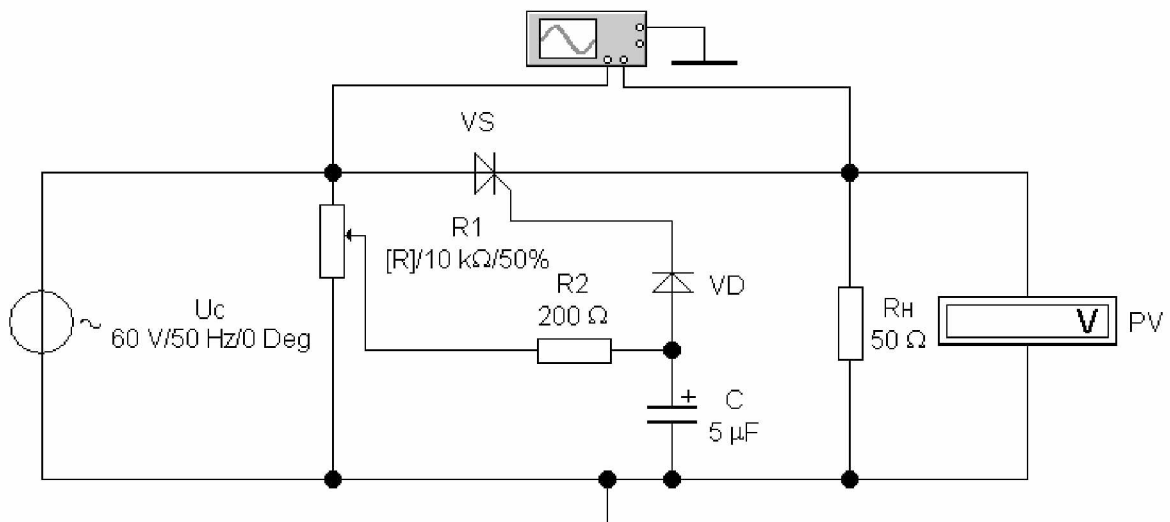 VS
R1
[R]/10 kΩ/50%
R2
200 Ω
VD
Uc
60 V/50 Hz/0 Deg
Rн
50 Ω
V
PV
+
C
5 µF